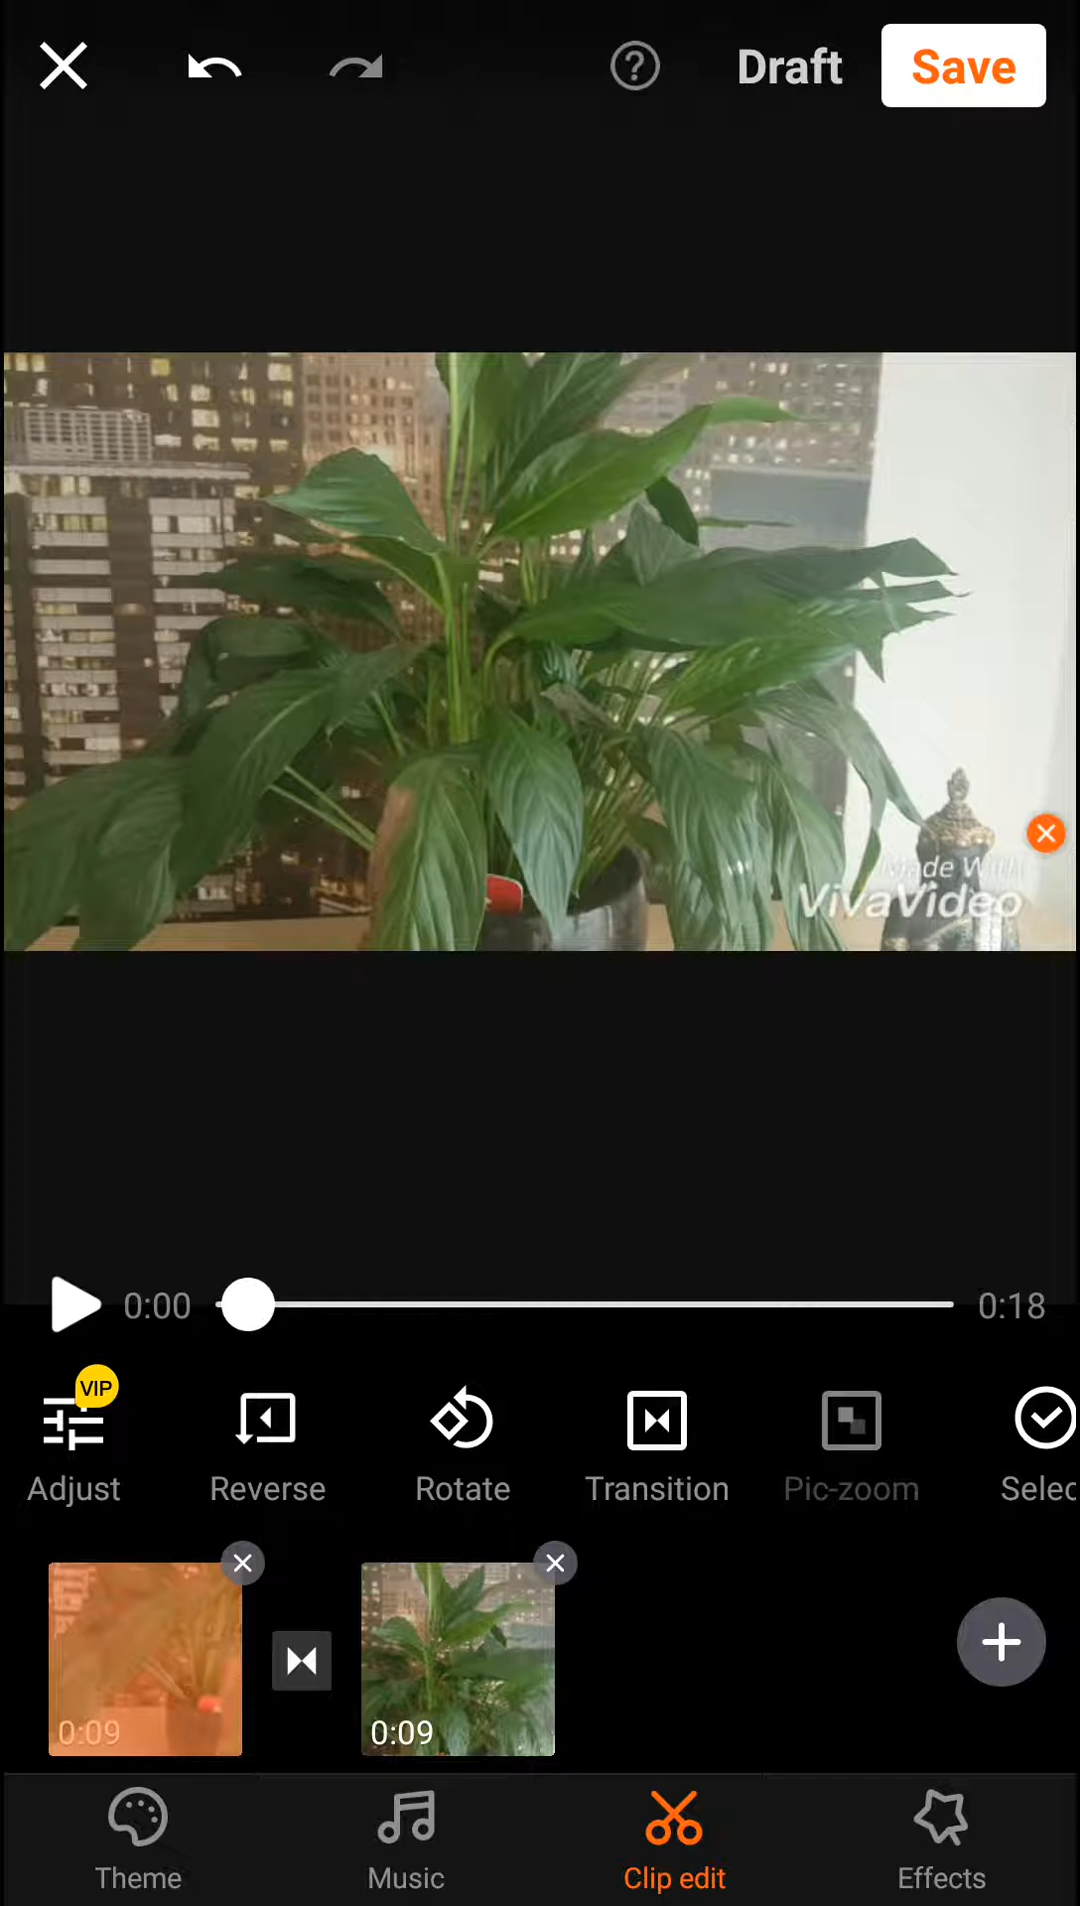 Draft Save
Made With
VivaVideo
0:00 0:18
VIP
Adjust Reverse Rotate Transition Pic-zoom Selec
0:09 0:09
Theme Music Clip edit Effects